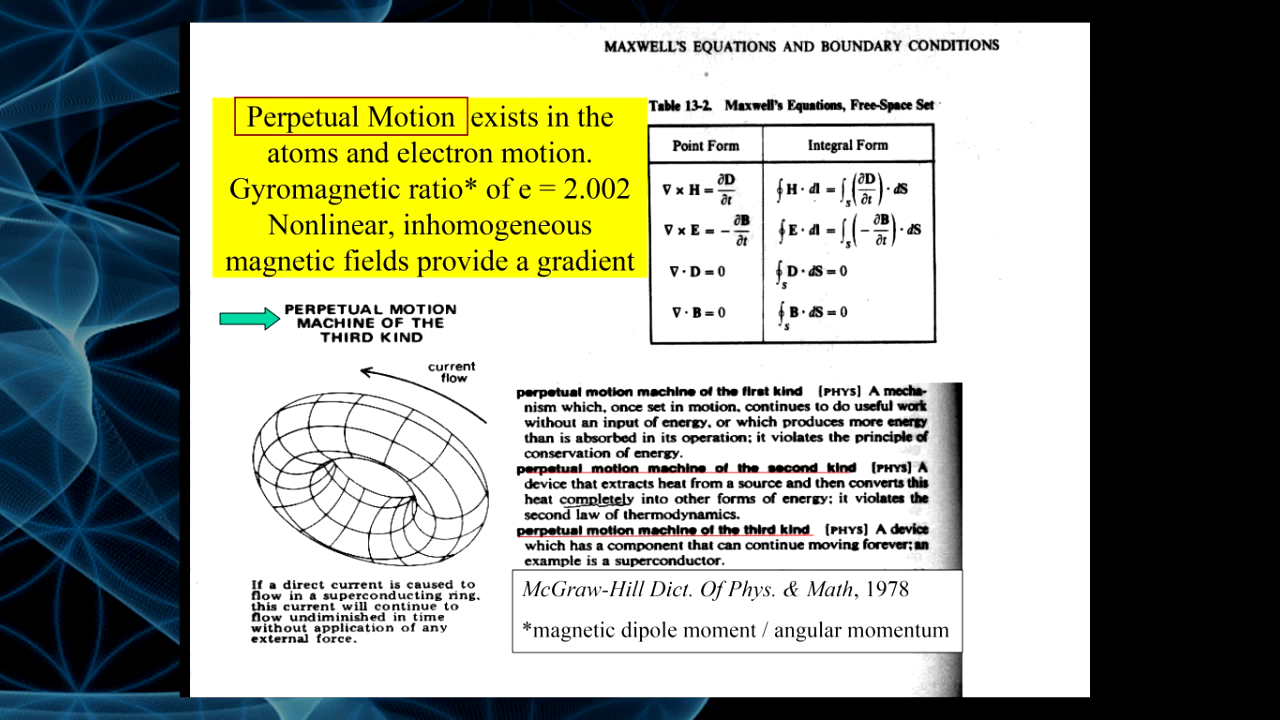 MAXWELL'S EQUATIONS AND BOUNDARY CONDITIONS
Perpetual Motion exists in the
atoms and electron motion.
Gyromagnetic ratio* of e = 2.002
Nonlinear, inhomogeneous
magnetic fields provide a gradient
Table 13-2. Maxwell's Equations, Free-Space Set
Point Form Integral Form
∇ × H = ∂D/∂t ∮ H · dl = ∫ₛ (∂D/∂t) · dS
∇ × E = − ∂B/∂t ∮ E · dl = ∫ₛ (− ∂B/∂t) · dS
∇ · D = 0 ∮ₛ D · dS = 0
∇ · B = 0 ∮ₛ B · dS = 0
PERPETUAL MOTION
MACHINE OF THE
THIRD KIND
current
flow
If a direct current is caused to
flow in a superconducting ring,
this current will continue to
flow undiminished in time
without application of any
external force.
perpetual motion machine of the first kind [PHYS] A mecha-
nism which, once set in motion, continues to do useful work
without an input of energy, or which produces more energy
than is absorbed in its operation; it violates the principle of
conservation of energy.
perpetual motion machine of the second kind [PHYS] A
device that extracts heat from a source and then converts this
heat completely into other forms of energy; it violates the
second law of thermodynamics.
perpetual motion machine of the third kind [PHYS] A device
which has a component that can continue moving forever; an
example is a superconductor.
McGraw-Hill Dict. Of Phys. & Math, 1978
*magnetic dipole moment / angular momentum